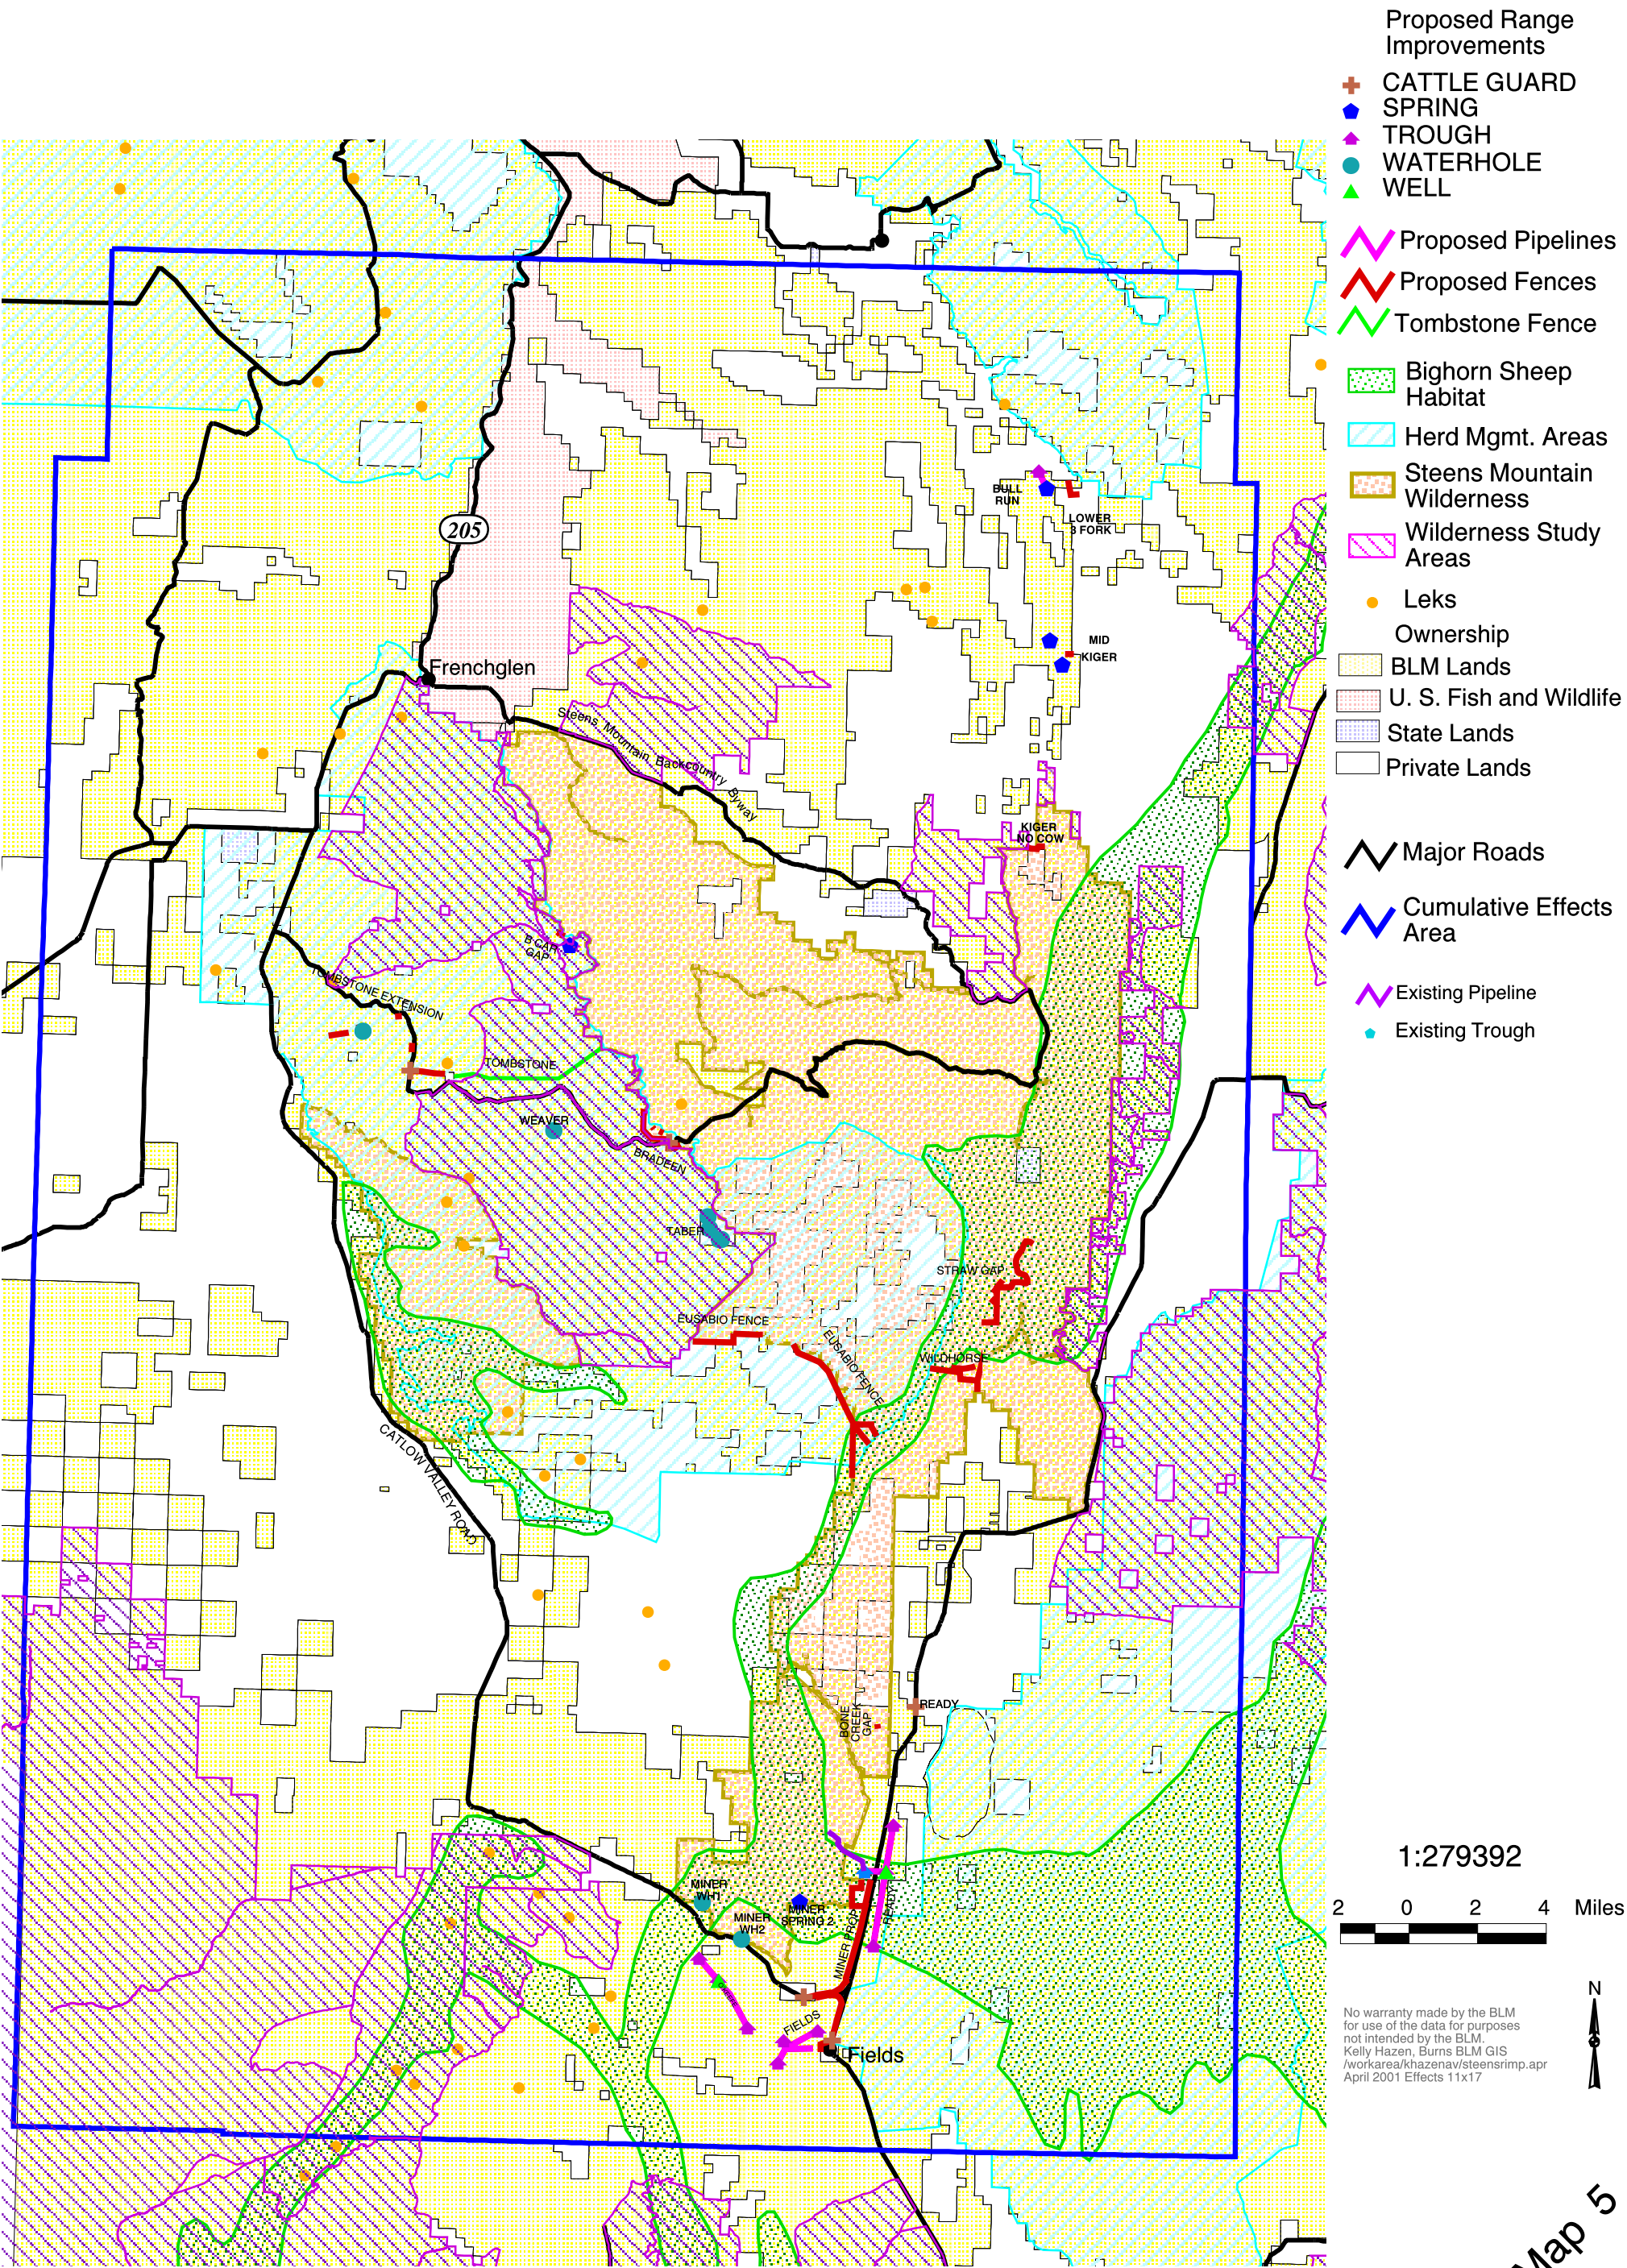 Proposed Range
Improvements
CATTLE GUARD
SPRING
TROUGH
WATERHOLE
WELL
Proposed Pipelines
Proposed Fences
Tombstone Fence
Bighorn Sheep
Habitat
Herd Mgmt. Areas
Steens Mountain
Wilderness
Wilderness Study
Areas
Leks
Ownership
BLM Lands
U. S. Fish and Wildlife
State Lands
Private Lands
Major Roads
Cumulative Effects
Area
Existing Pipeline
Existing Trough
1:279392
2 0 2 4 Miles
N
No warranty made by the BLM
for use of the data for purposes
not intended by the BLM.
Kelly Hazen, Burns BLM GIS
/workarea/khazenav/steensrimp.apr
April 2001 Effects 11x17
Map 5
BULL
RUN
LOWER
3 FORK
205
MID
KIGER
Frenchglen
Steens Mountain Backcountry Byway
KIGER
NO COW
B CAR
GAP
TOMBSTONE EXTENSION
TOMBSTONE
WEAVER
BRADEEN
TABER
STRAW GAP
EUSABIO FENCE
EUSABIO FENCE
WILDHORSE
CATLOW VALLEY ROAD
READY
BONE
CREEK
GAP
MINER
WH1
MINER
SPRING 2
MINER
WH2
MINER PROP
READY
FIELDS
Fields